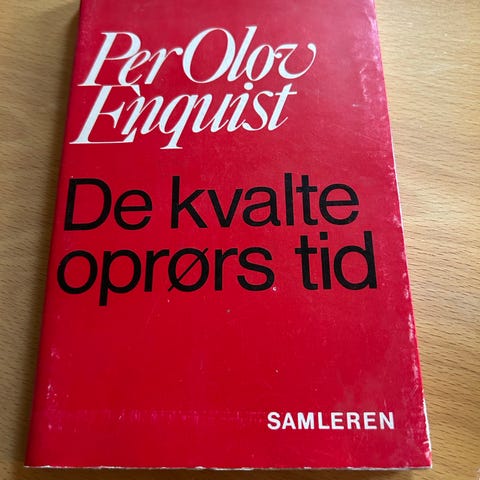 Per Olov
Enquist
De kvalte
oprørs tid
SAMLEREN